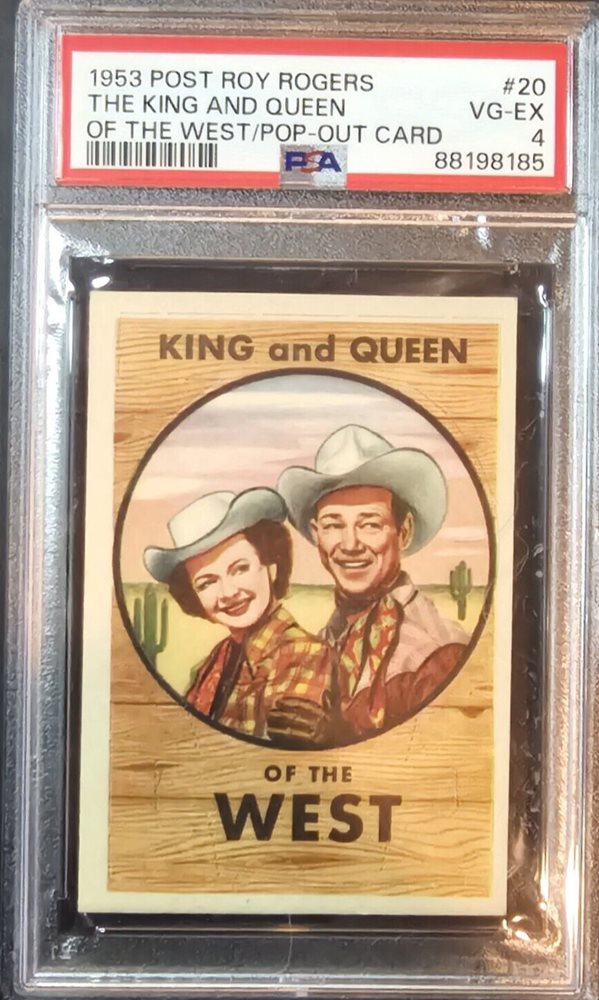 1953 POST ROY ROGERS #20
THE KING AND QUEEN VG-EX
OF THE WEST/POP-OUT CARD 4
PSA 88198185
KING and QUEEN
OF THE
WEST